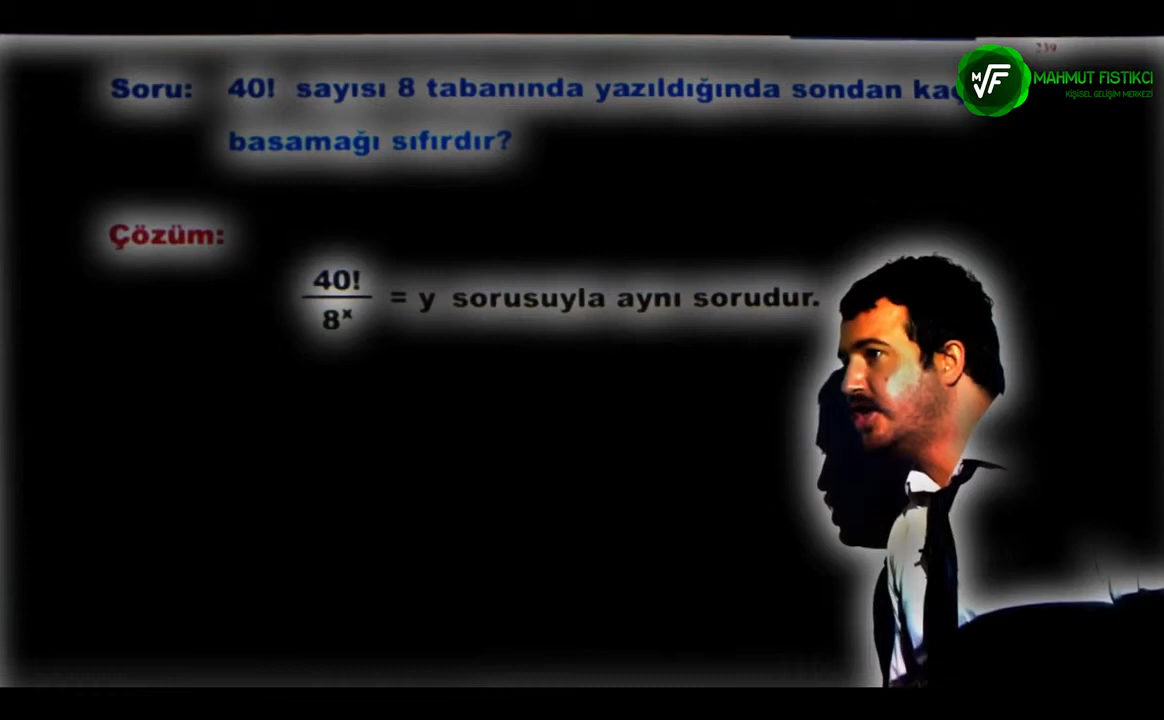 239
MAHMUT FISTIKCI
KİŞİSEL GELİŞİM MERKEZİ
Soru: 40! sayısı 8 tabanında yazıldığında sondan
basamağı sıfırdır?
Çözüm:
40!
8ˣ
= y sorusuyla aynı sorudur.